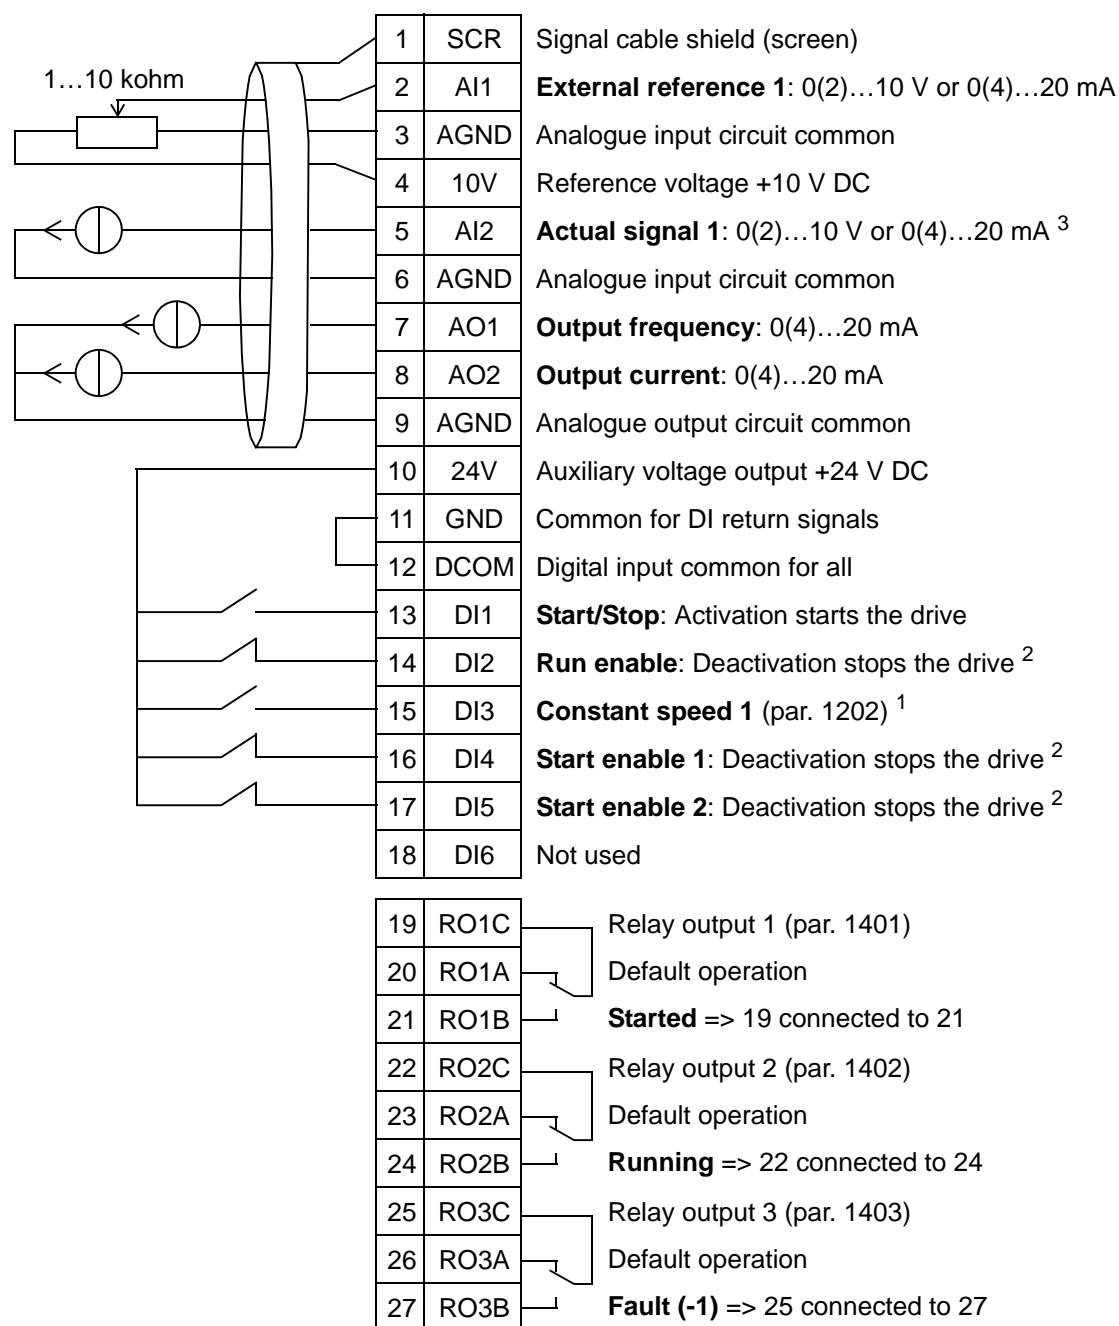 1…10 kohm
1 SCR Signal cable shield (screen)
2 AI1 External reference 1: 0(2)…10 V or 0(4)…20 mA
3 AGND Analogue input circuit common
4 10V Reference voltage +10 V DC
5 AI2 Actual signal 1: 0(2)…10 V or 0(4)…20 mA 3
6 AGND Analogue input circuit common
7 AO1 Output frequency: 0(4)…20 mA
8 AO2 Output current: 0(4)…20 mA
9 AGND Analogue output circuit common
10 24V Auxiliary voltage output +24 V DC
11 GND Common for DI return signals
12 DCOM Digital input common for all
13 DI1 Start/Stop: Activation starts the drive
14 DI2 Run enable: Deactivation stops the drive 2
15 DI3 Constant speed 1 (par. 1202) 1
16 DI4 Start enable 1: Deactivation stops the drive 2
17 DI5 Start enable 2: Deactivation stops the drive 2
18 DI6 Not used
19 RO1C Relay output 1 (par. 1401)
20 RO1A Default operation
21 RO1B Started => 19 connected to 21
22 RO2C Relay output 2 (par. 1402)
23 RO2A Default operation
24 RO2B Running => 22 connected to 24
25 RO3C Relay output 3 (par. 1403)
26 RO3A Default operation
27 RO3B Fault (-1) => 25 connected to 27